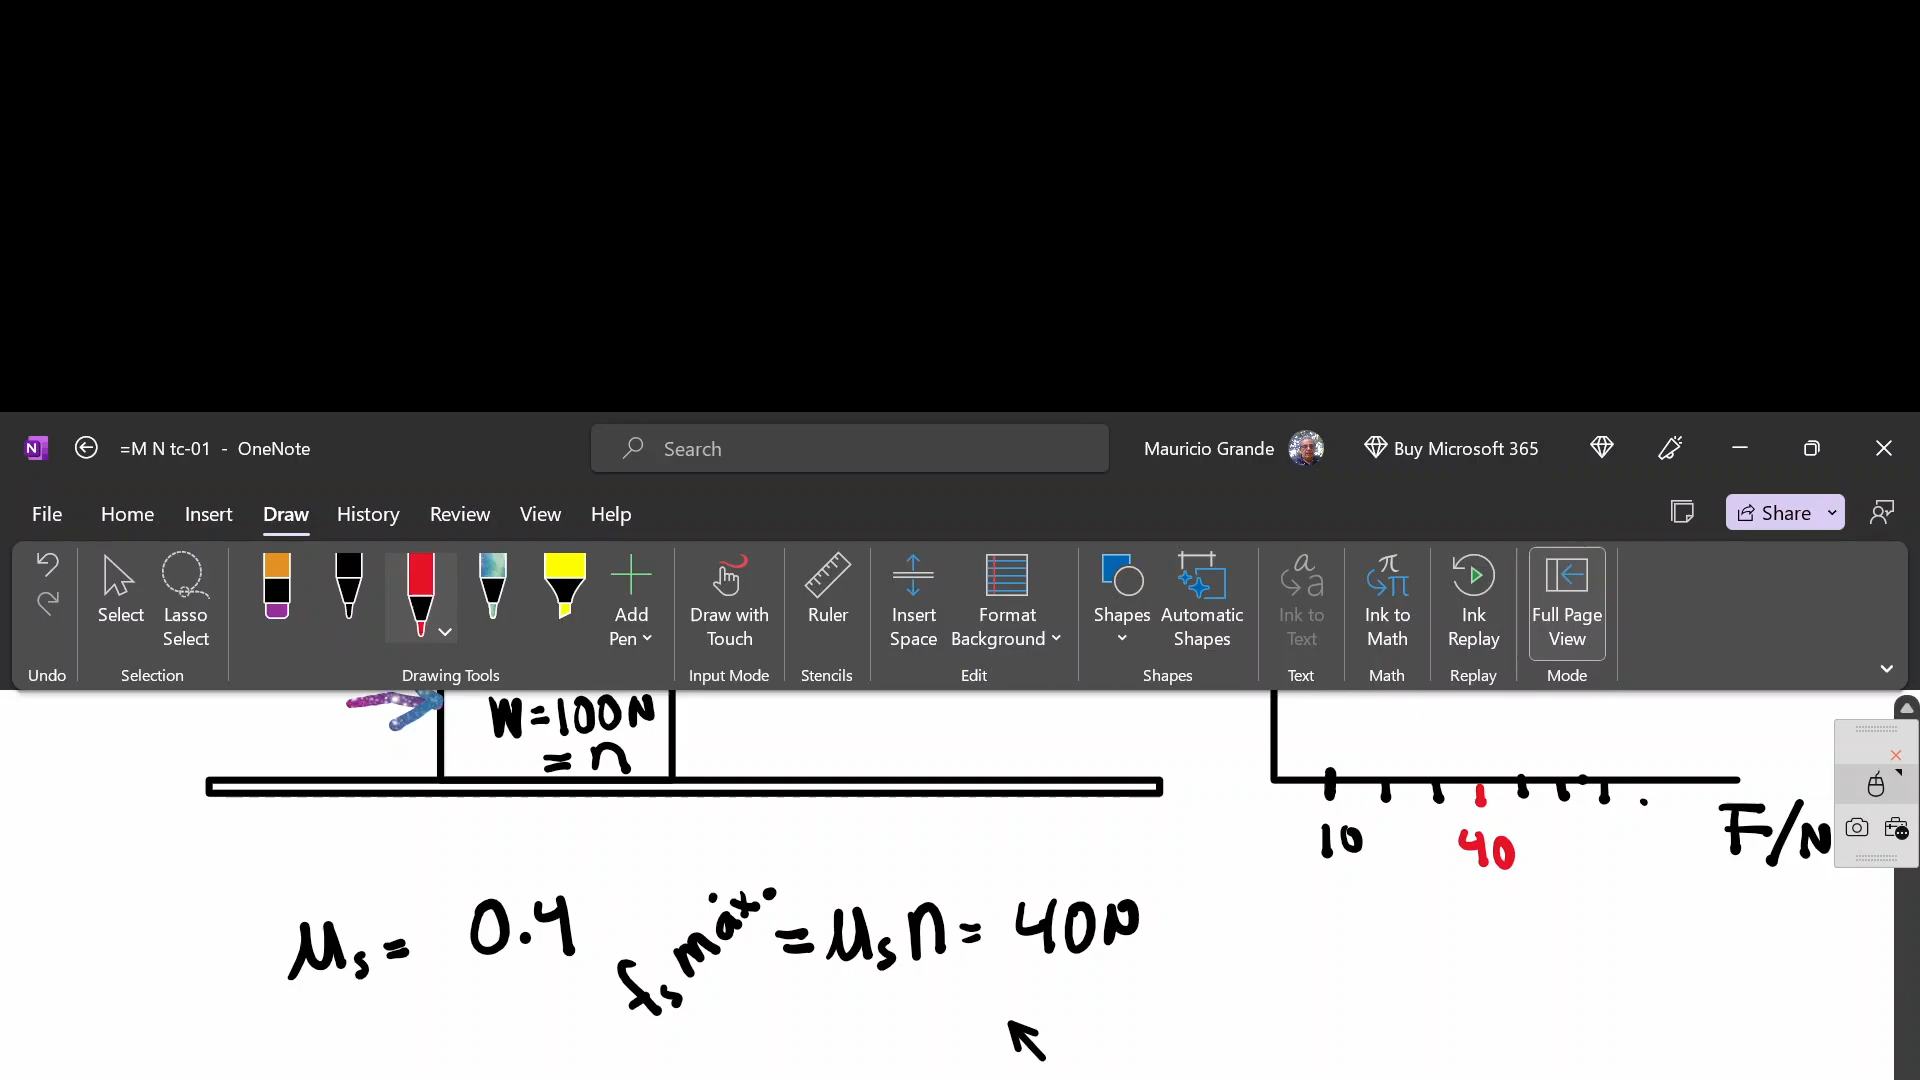 =M N tc-01 - OneNote
Search
Mauricio Grande
Buy Microsoft 365
File Home Insert Draw History Review View Help
Share
Select
Lasso Select
Add Pen
Draw with Touch
Ruler
Insert Space
Format Background
Shapes
Automatic Shapes
Ink to Text
Ink to Math
Ink Replay
Full Page View
Undo Selection Drawing Tools Input Mode Stencils Edit Shapes Text Math Replay Mode
W=100N
= n
10 40 F/N
μs = 0.4 fs máx. = μs n = 40N